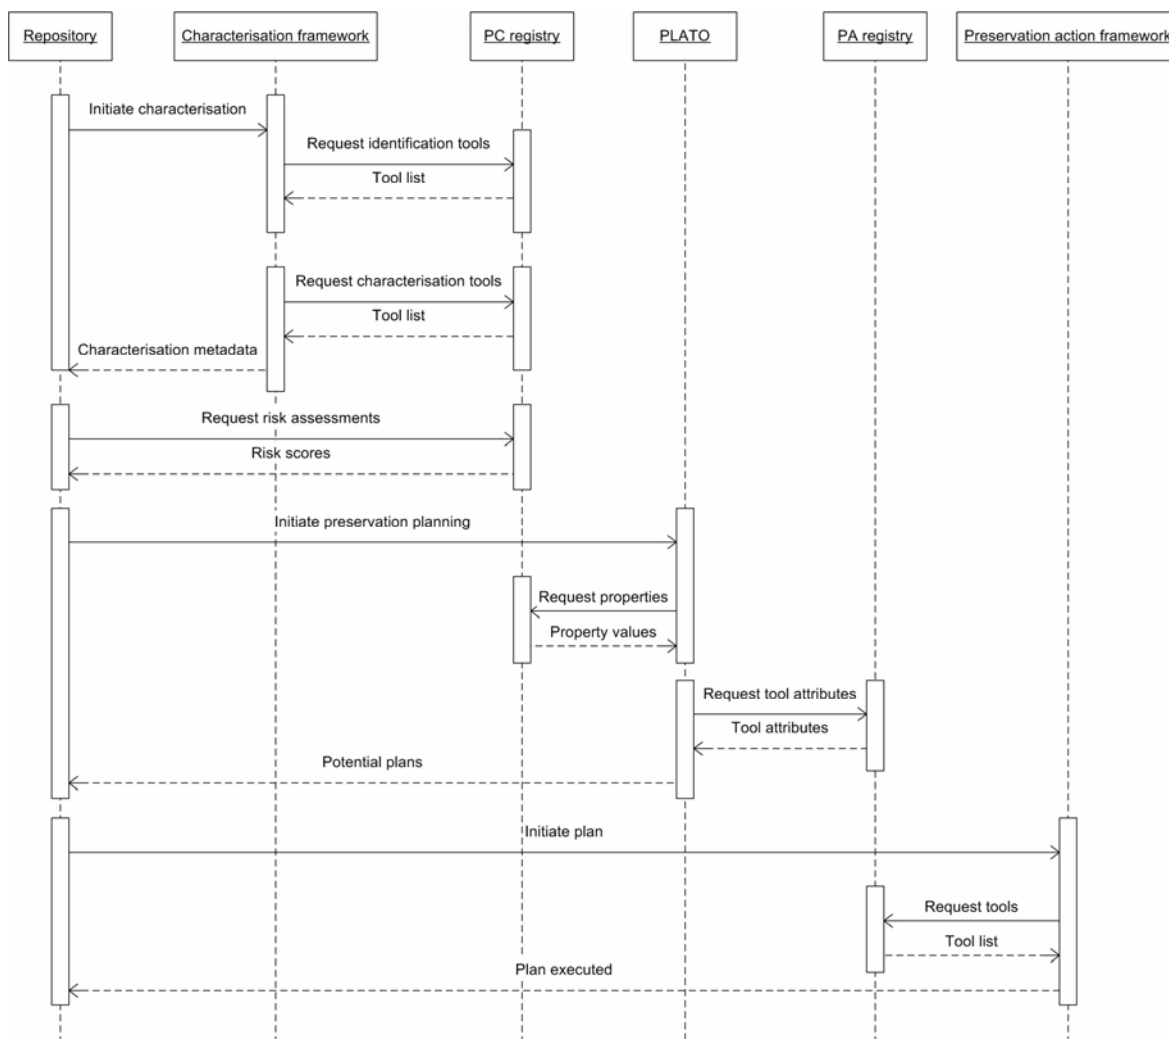 Repository
Characterisation framework
PC registry
PLATO
PA registry
Preservation action framework
Initiate characterisation
Request identification tools
Tool list
Request characterisation tools
Tool list
Characterisation metadata
Request risk assessments
Risk scores
Initiate preservation planning
Request properties
Property values
Request tool attributes
Tool attributes
Potential plans
Initiate plan
Request tools
Tool list
Plan executed